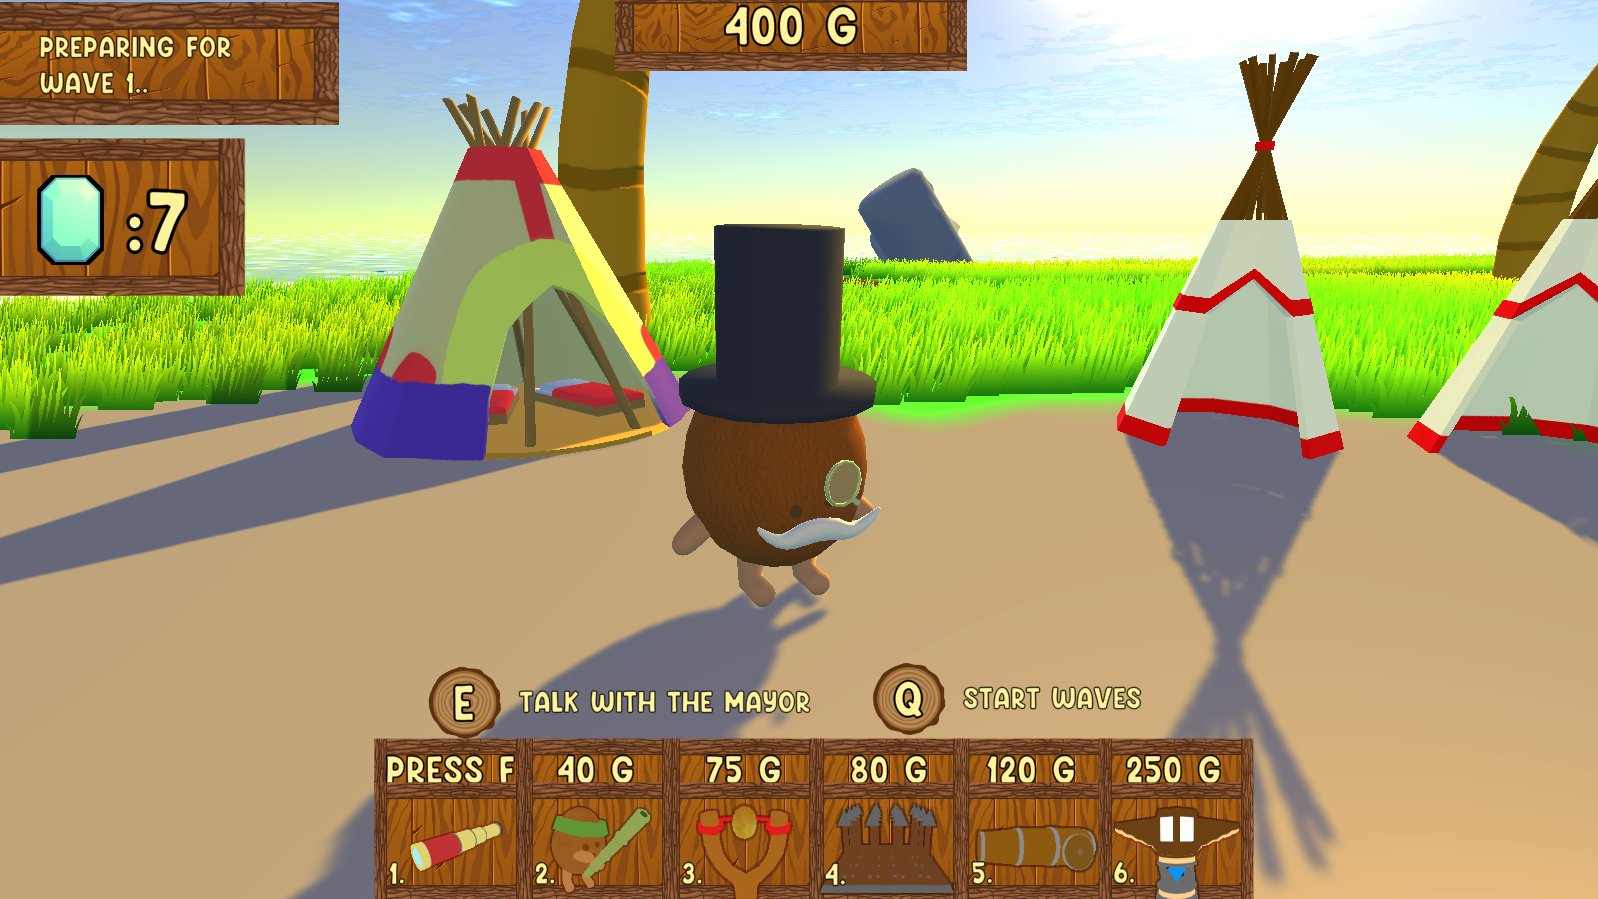 PREPARING FOR
WAVE 1..
400 G
:7
E TALK WITH THE MAYOR
Q START WAVES
PRESS F
40 G
75 G
80 G
120 G
250 G
1.
2.
3.
4.
5.
6.